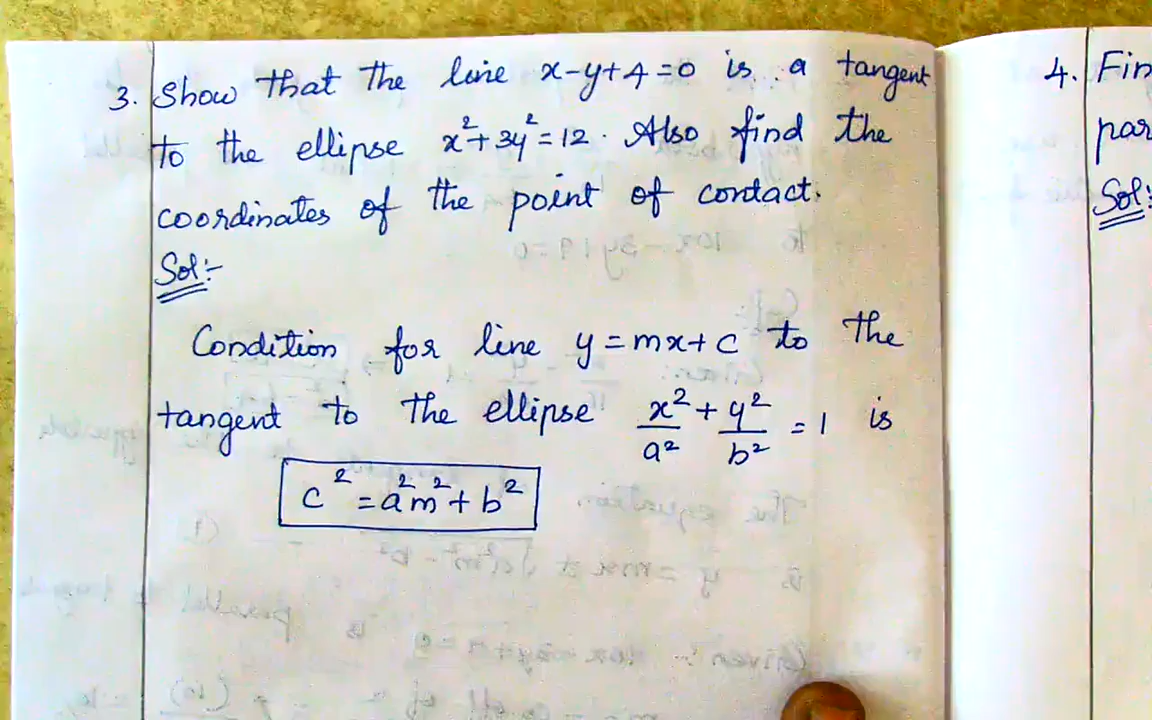 3. Show that the line x-y+4=0 is a tangent
to the ellipse x²+3y²=12. Also find the
coordinates of the point of contact.
Sol:-
Condition for line y=mx+c to the
tangent to the ellipse x²/a² + y²/b² = 1 is
c² = a²m² + b²
4. Fin
par
Sol: